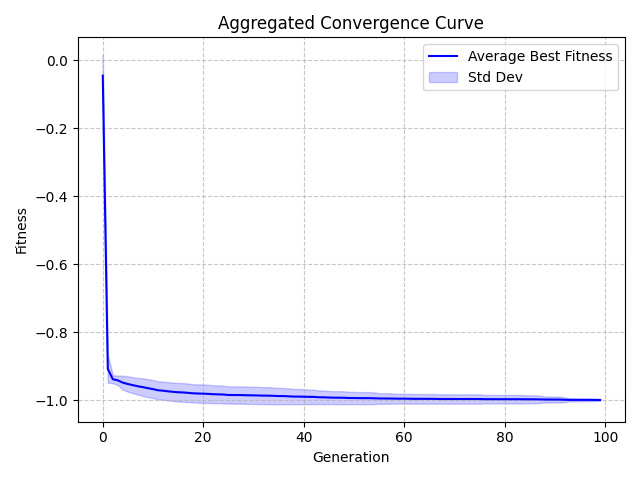 Aggregated Convergence Curve
Average Best Fitness
Std Dev
Fitness
0.0
−0.2
−0.4
−0.6
−0.8
−1.0
0 20 40 60 80 100
Generation